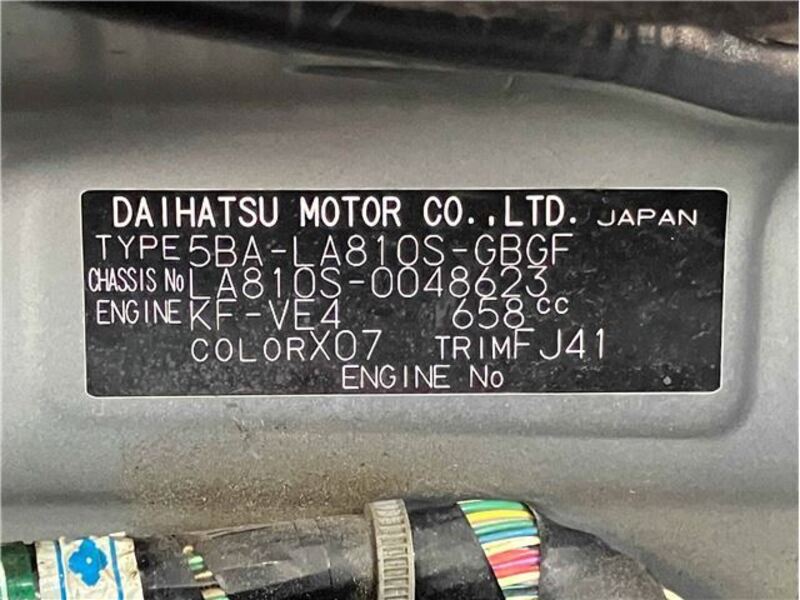 DAIHATSU MOTOR CO.,LTD. JAPAN
TYPE 5BA-LA810S-GBGF
CHASSIS No LA810S-0048623
ENGINE KF-VE4 658cc
COLOR X07 TRIM FJ41
ENGINE No